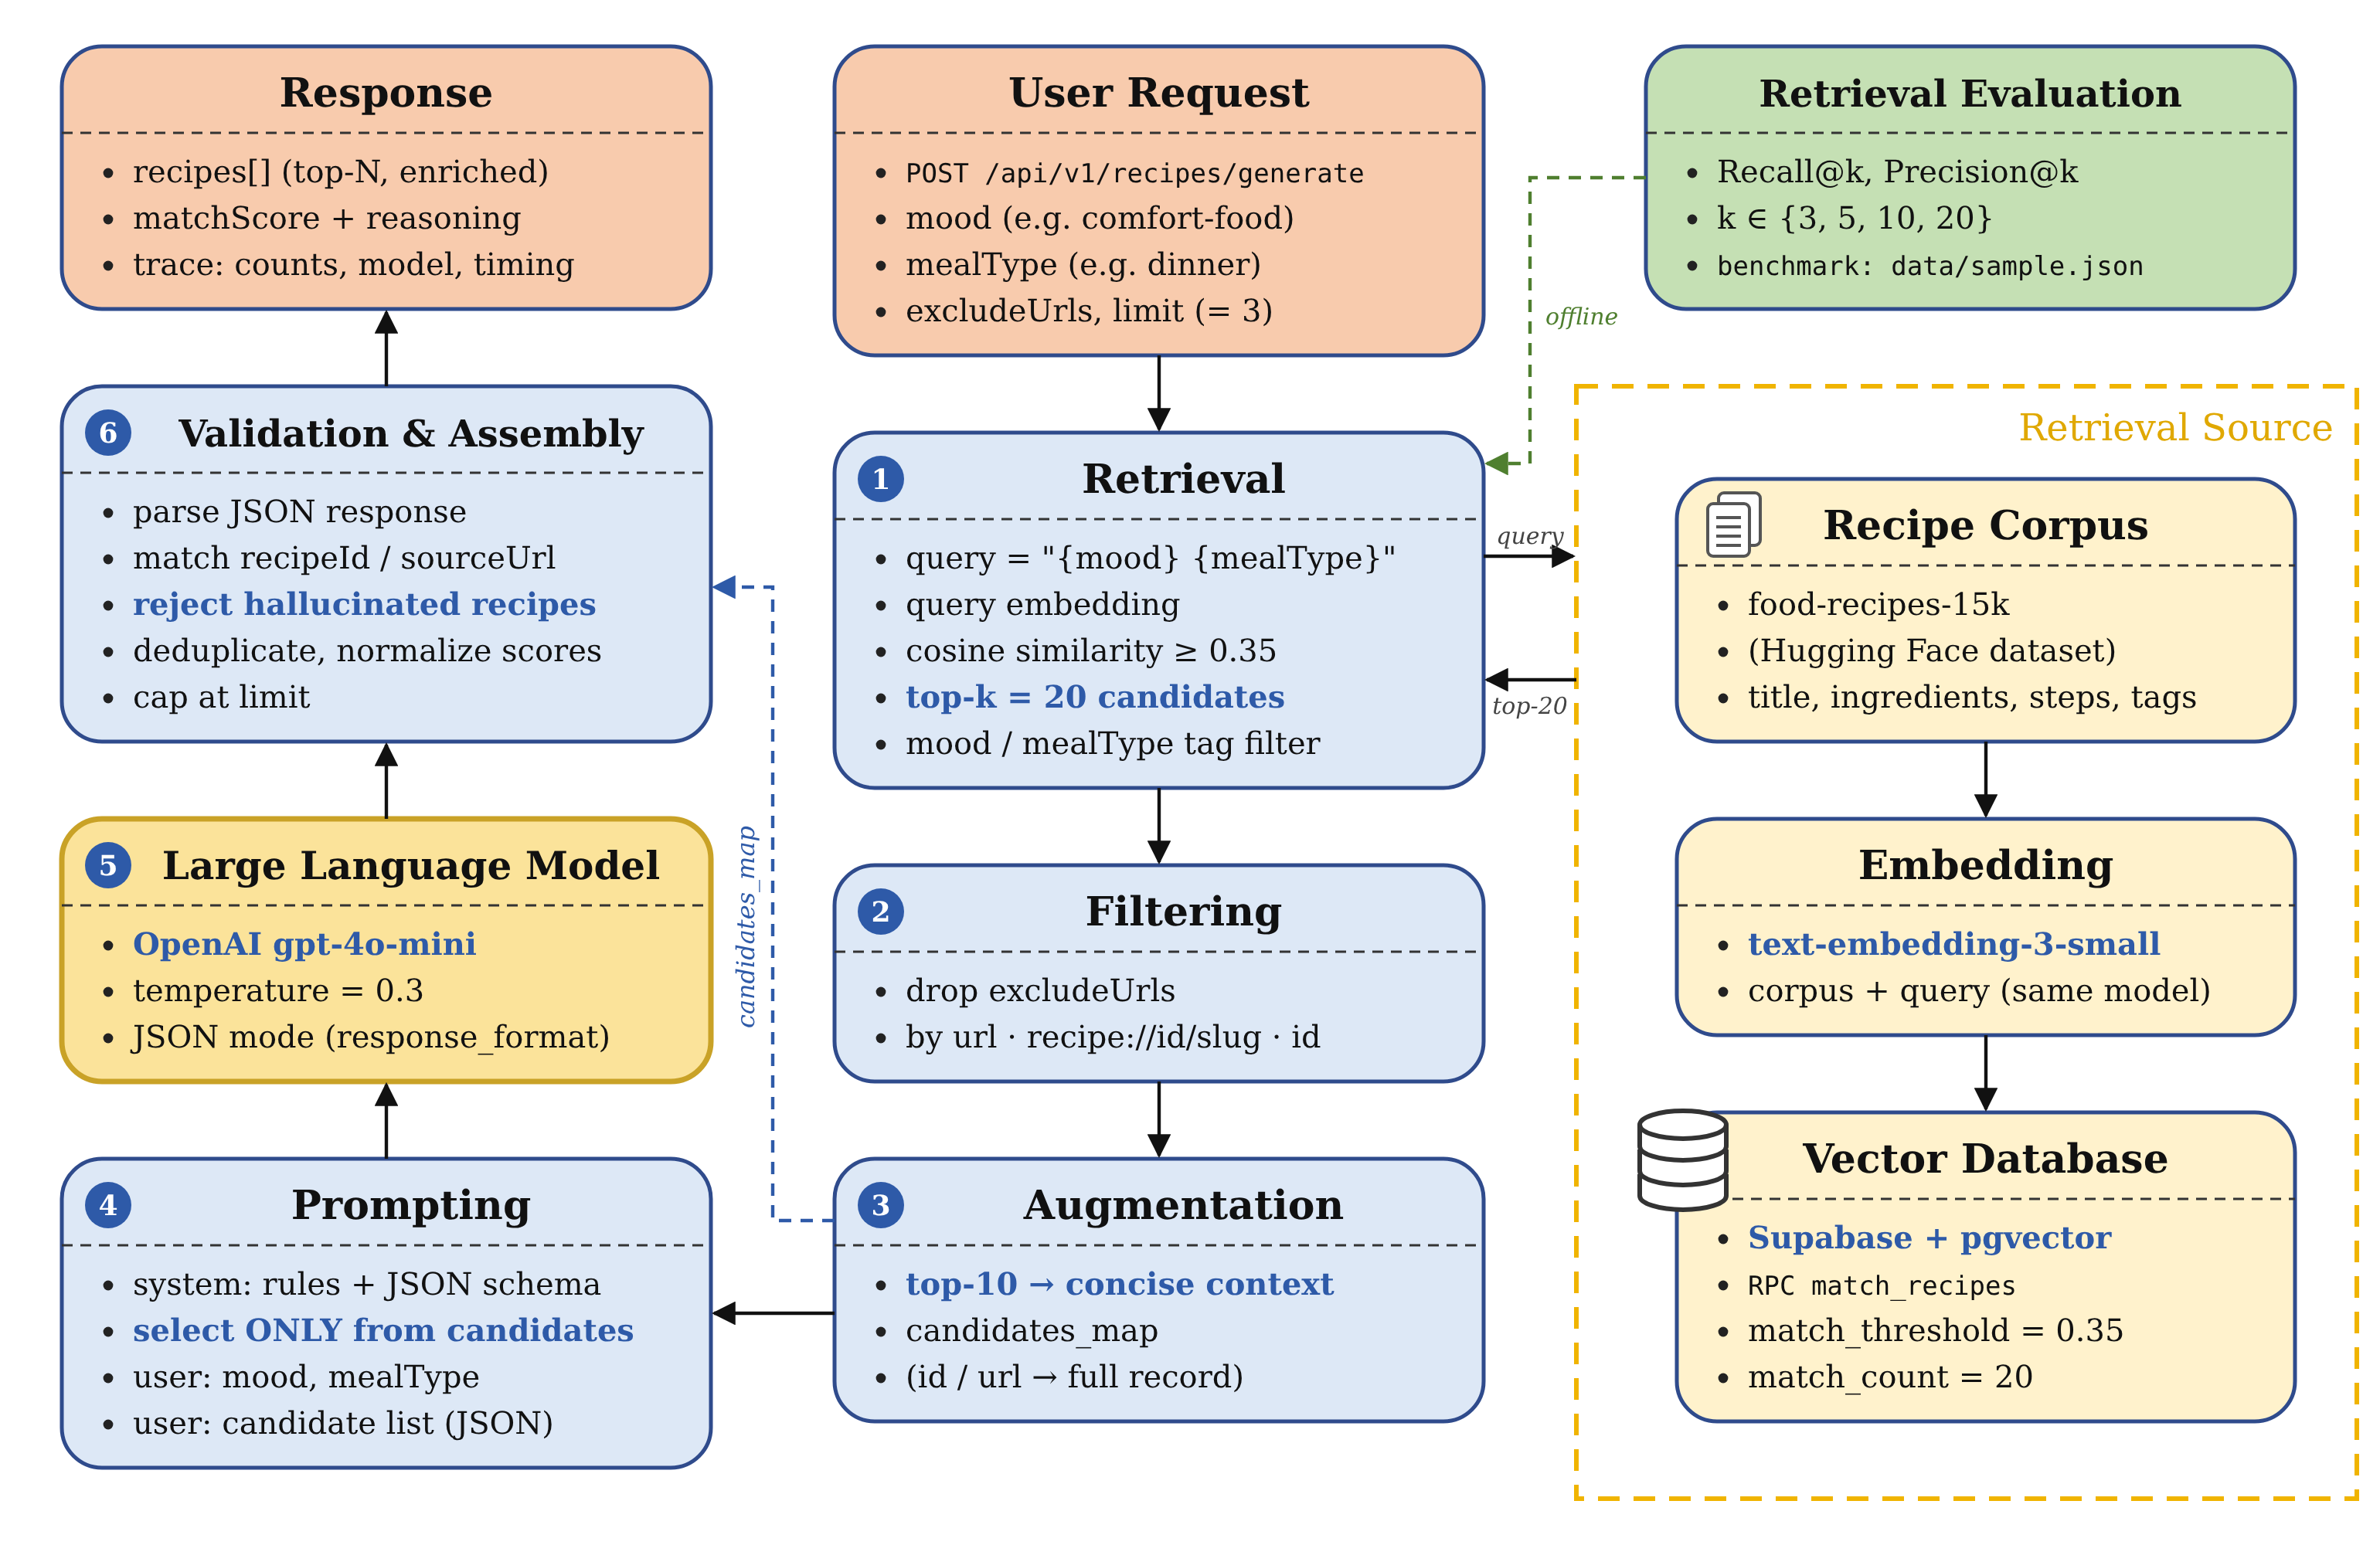 Response
• recipes[] (top-N, enriched)
• matchScore + reasoning
• trace: counts, model, timing
User Request
• POST /api/v1/recipes/generate
• mood (e.g. comfort-food)
• mealType (e.g. dinner)
• excludeUrls, limit (= 3)
Retrieval Evaluation
• Recall@k, Precision@k
• k ∈ {3, 5, 10, 20}
• benchmark: data/sample.json
offline
6 Validation & Assembly
• parse JSON response
• match recipeId / sourceUrl
• reject hallucinated recipes
• deduplicate, normalize scores
• cap at limit
1 Retrieval
• query = "{mood} {mealType}"
• query embedding
• cosine similarity ≥ 0.35
• top-k = 20 candidates
• mood / mealType tag filter
query
top-20
Retrieval Source
Recipe Corpus
• food-recipes-15k
• (Hugging Face dataset)
• title, ingredients, steps, tags
5 Large Language Model
• OpenAI gpt-4o-mini
• temperature = 0.3
• JSON mode (response_format)
candidates_map
2 Filtering
• drop excludeUrls
• by url · recipe://id/slug · id
Embedding
• text-embedding-3-small
• corpus + query (same model)
4 Prompting
• system: rules + JSON schema
• select ONLY from candidates
• user: mood, mealType
• user: candidate list (JSON)
3 Augmentation
• top-10 → concise context
• candidates_map
• (id / url → full record)
Vector Database
• Supabase + pgvector
• RPC match_recipes
• match_threshold = 0.35
• match_count = 20